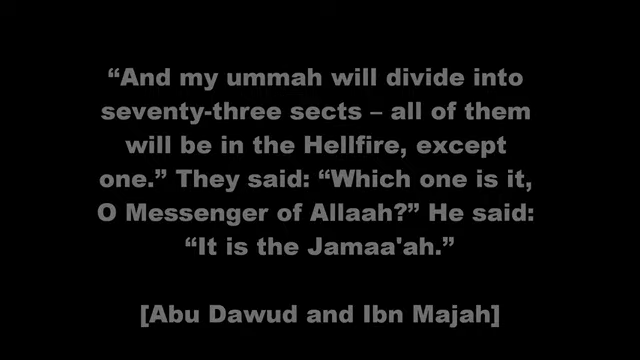 “And my ummah will divide into
seventy-three sects – all of them
will be in the Hellfire, except
one.” They said: “Which one is it,
O Messenger of Allaah?” He said:
“It is the Jamaa'ah.”
[Abu Dawud and Ibn Majah]